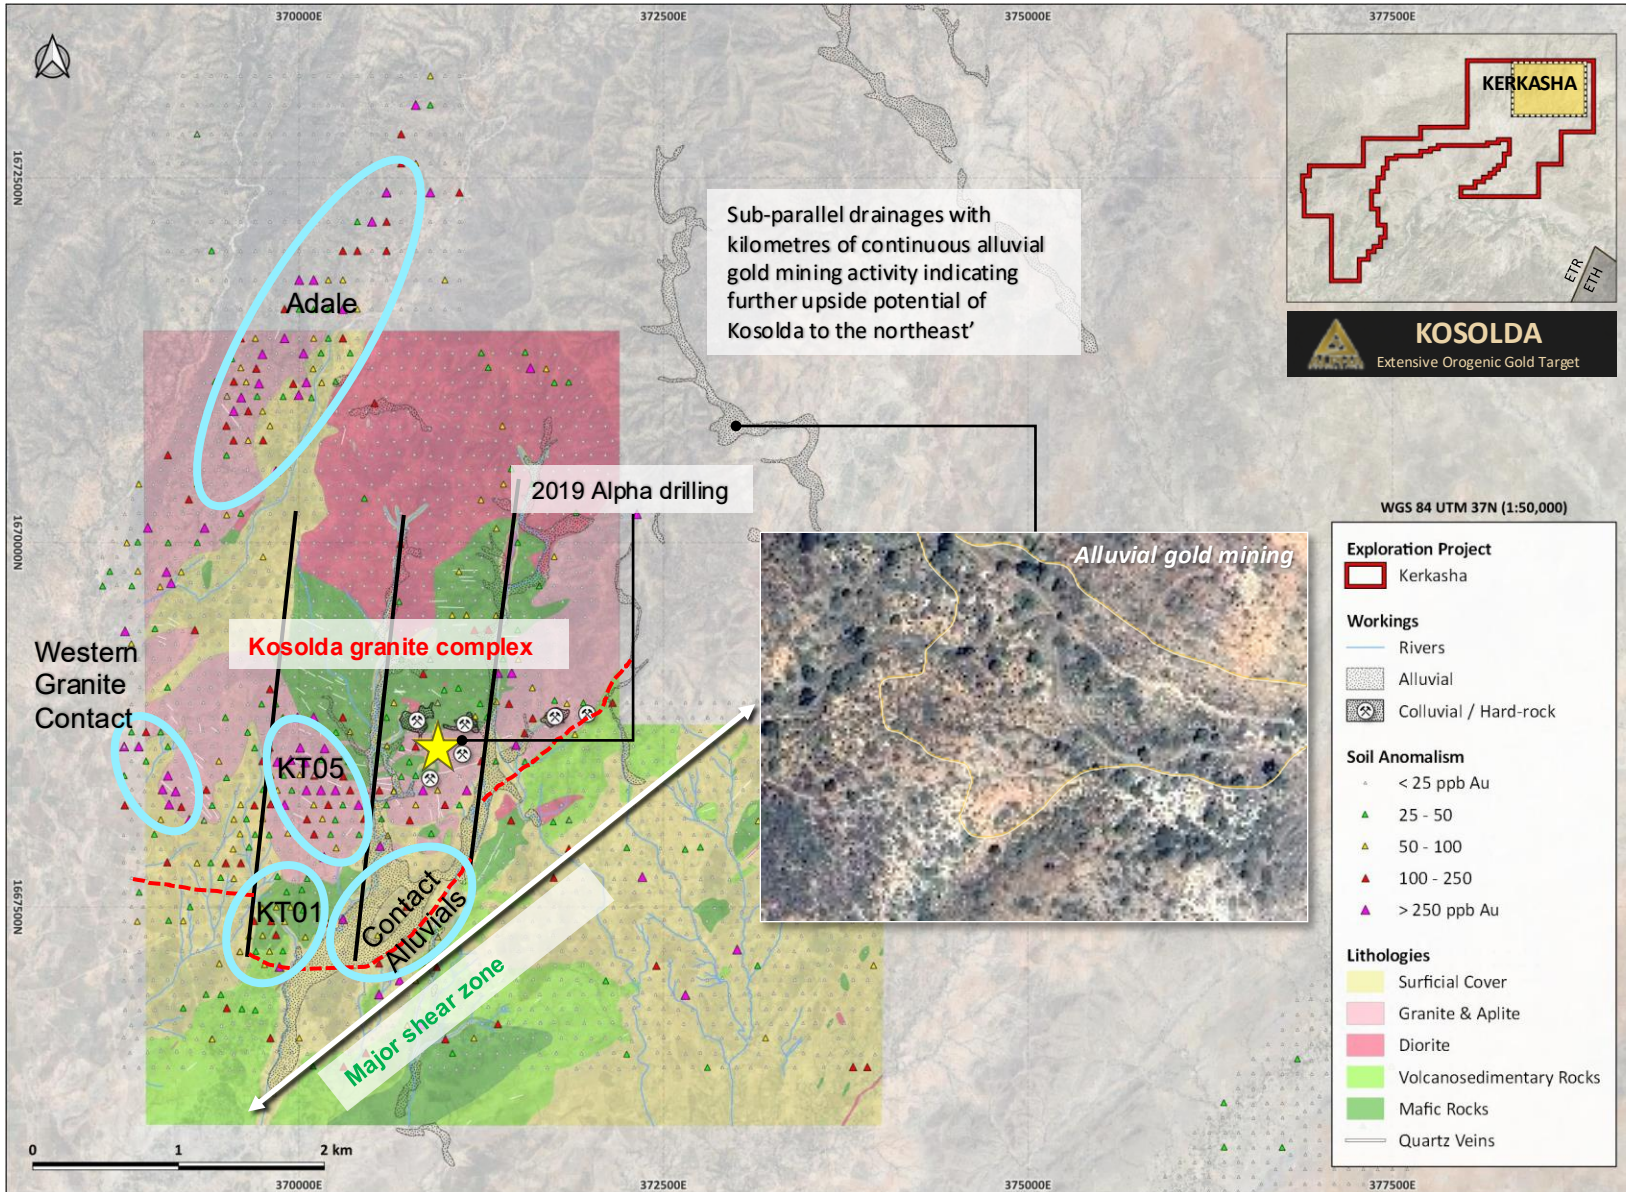 370000E
372500E
375000E
377500E
1672500N
1670000N
1667500N
KERKASHA
ETR
ETH
KOSOLDA
Extensive Orogenic Gold Target
Sub-parallel drainages with
kilometres of continuous alluvial
gold mining activity indicating
further upside potential of
Kosolda to the northeast’
Adale
2019 Alpha drilling
Alluvial gold mining
Kosolda granite complex
Western
Granite
Contact
KT05
KT01
Contact
Alluvials
Major shear zone
WGS 84 UTM 37N (1:50,000)
Exploration Project
Kerkasha
Workings
Rivers
Alluvial
Colluvial / Hard-rock
Soil Anomalism
< 25 ppb Au
25 - 50
50 - 100
100 - 250
> 250 ppb Au
Lithologies
Surficial Cover
Granite & Aplite
Diorite
Volcanosedimentary Rocks
Mafic Rocks
Quartz Veins
0 1 2 km
370000E
372500E
375000E
377500E